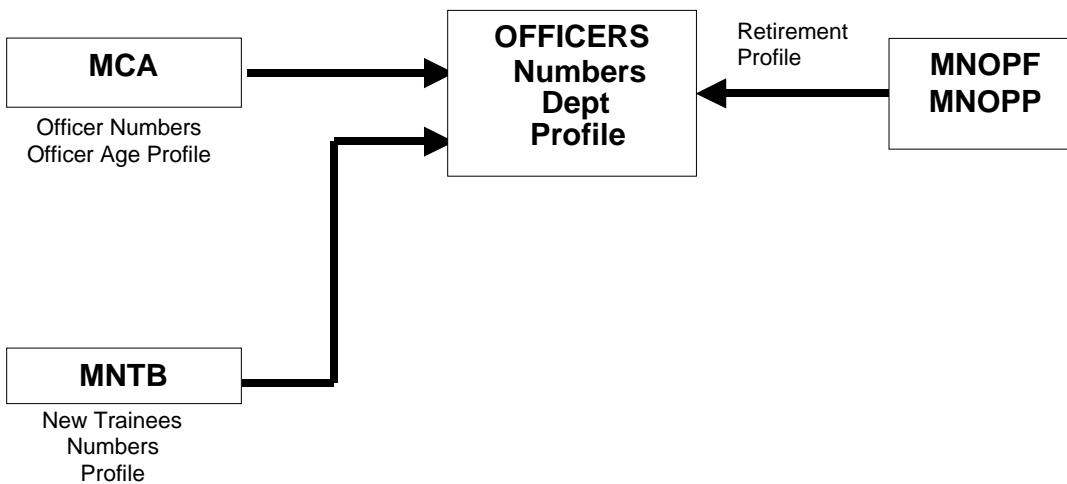 MCA
Officer Numbers
Officer Age Profile
OFFICERS
Numbers
Dept
Profile
Retirement
Profile
MNOPF
MNOPP
MNTB
New Trainees
Numbers
Profile